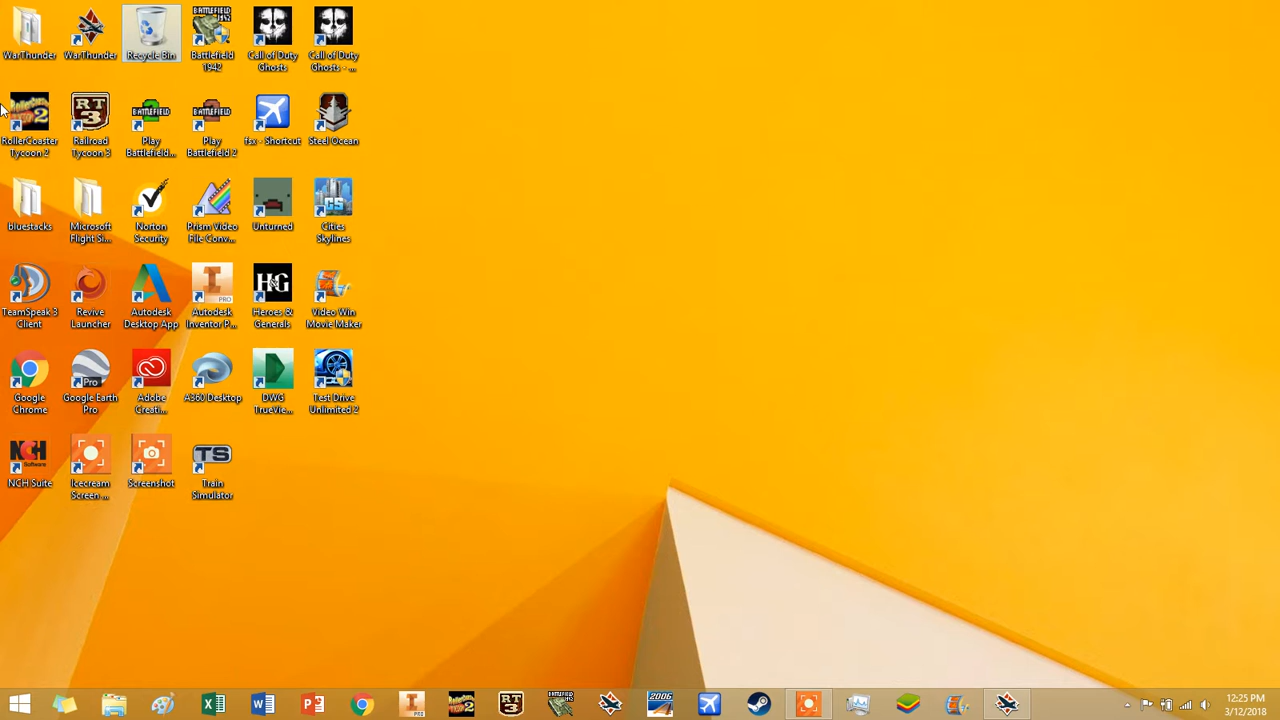 WarThunder
WarThunder
Recycle Bin
Battlefield
1942
Call of Duty
Ghosts
Call of Duty
Ghosts - ...
RollerCoaster
Tycoon 2
Railroad
Tycoon 3
Play
Battlefield...
Play
Battlefield 2
fsx - Shortcut
Steel Ocean
bluestacks
Microsoft
Flight Si...
Norton
Security
Prism Video
File Conv...
Unturned
Cities
Skylines
TeamSpeak 3
Client
Revive
Launcher
Autodesk
Desktop App
Autodesk
Inventor P...
Heroes &
Generals
Video Win
Movie Maker
Google
Chrome
Google Earth
Pro
Adobe
Creati...
A360 Desktop
DWG
TrueVie...
Test Drive
Unlimited 2
NCH Suite
Icecream
Screen ...
Screenshot
Train
Simulator
12:25 PM
3/12/2018